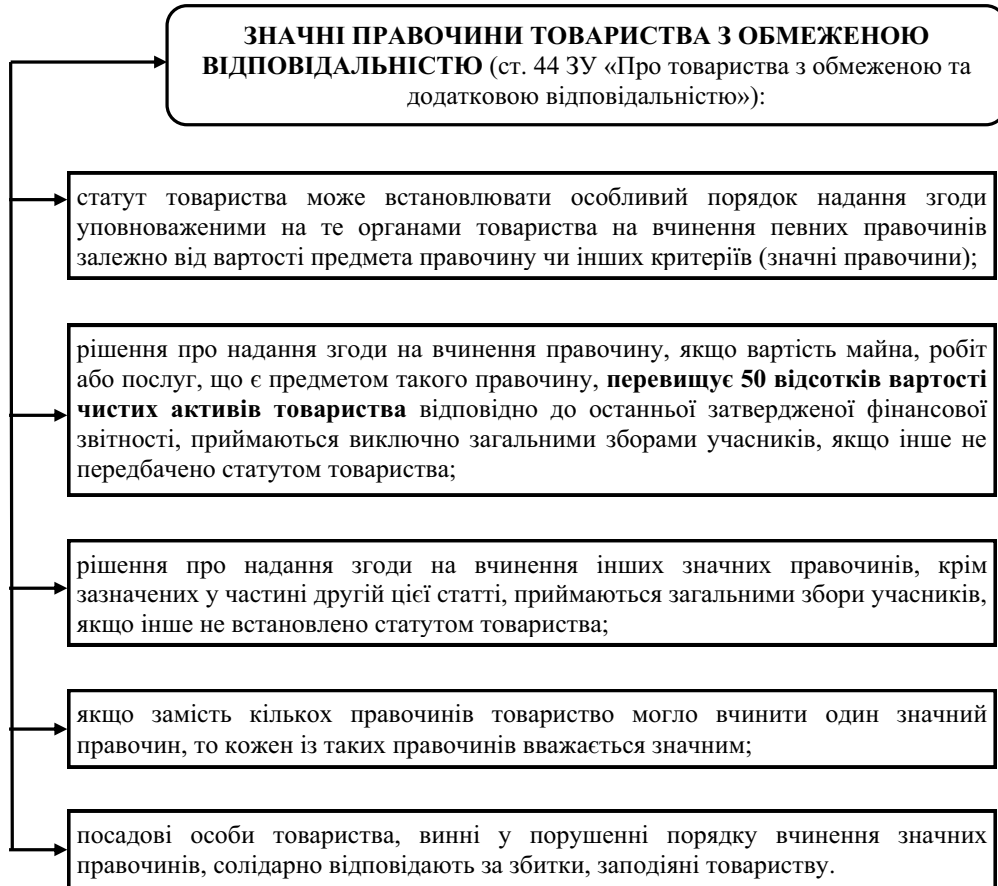 ЗНАЧНІ ПРАВОЧИНИ ТОВАРИСТВА З ОБМЕЖЕНОЮ
ВІДПОВІДАЛЬНІСТЮ (ст. 44 ЗУ «Про товариства з обмеженою та
додатковою відповідальністю»):
статут товариства може встановлювати особливий порядок надання згоди
уповноваженими на те органами товариства на вчинення певних правочинів
залежно від вартості предмета правочину чи інших критеріїв (значні правочини);
рішення про надання згоди на вчинення правочину, якщо вартість майна, робіт
або послуг, що є предметом такого правочину, перевищує 50 відсотків вартості
чистих активів товариства відповідно до останньої затвердженої фінансової
звітності, приймаються виключно загальними зборами учасників, якщо інше не
передбачено статутом товариства;
рішення про надання згоди на вчинення інших значних правочинів, крім
зазначених у частині другій цієї статті, приймаються загальними збори учасників,
якщо інше не встановлено статутом товариства;
якщо замість кількох правочинів товариство могло вчинити один значний
правочин, то кожен із таких правочинів вважається значним;
посадові особи товариства, винні у порушенні порядку вчинення значних
правочинів, солідарно відповідають за збитки, заподіяні товариству.